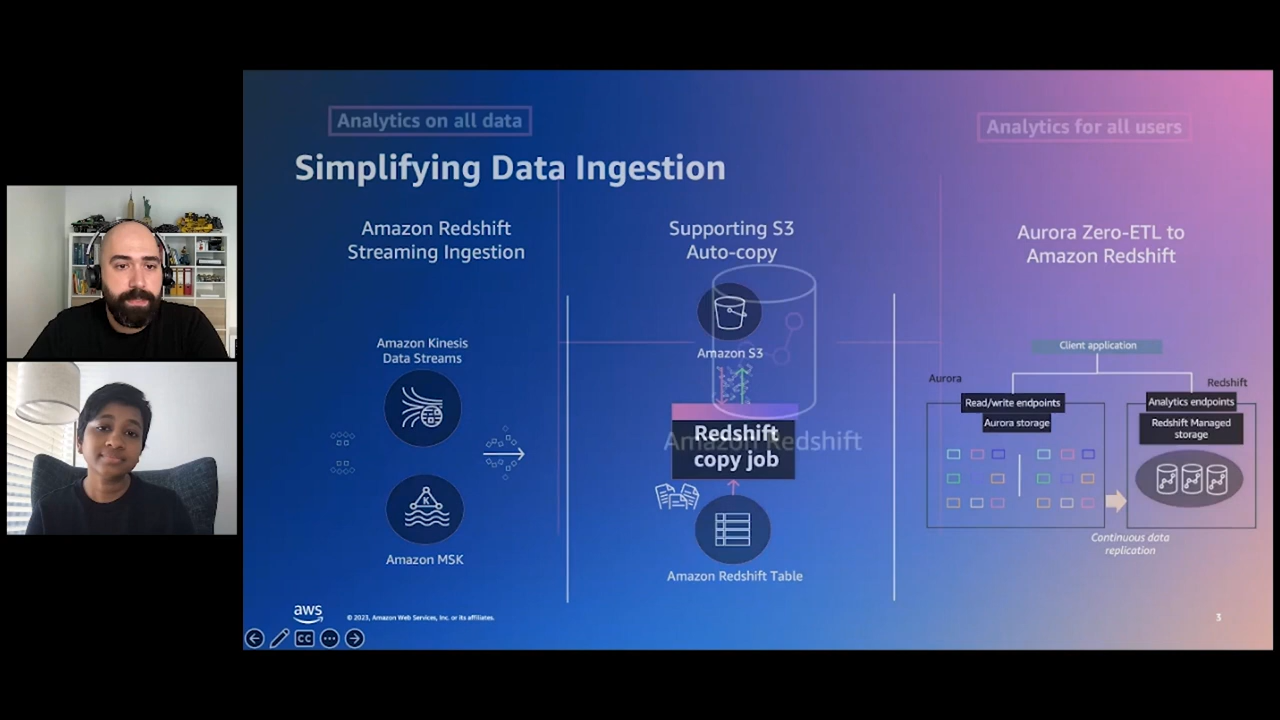 Analytics on all data
Analytics for all users
Simplifying Data Ingestion
Amazon Redshift
Streaming Ingestion
Amazon Kinesis
Data Streams
K
Amazon MSK
Supporting S3
Auto-copy
Amazon S3
Amazon Redshift
Redshift
copy job
Amazon Redshift Table
Aurora Zero-ETL to
Amazon Redshift
Client application
Aurora
Redshift
Read/write endpoints
Aurora storage
Analytics endpoints
Redshift Managed
storage
Continuous data
replication
aws
© 2023, Amazon Web Services, Inc. or its affiliates.
3
CC